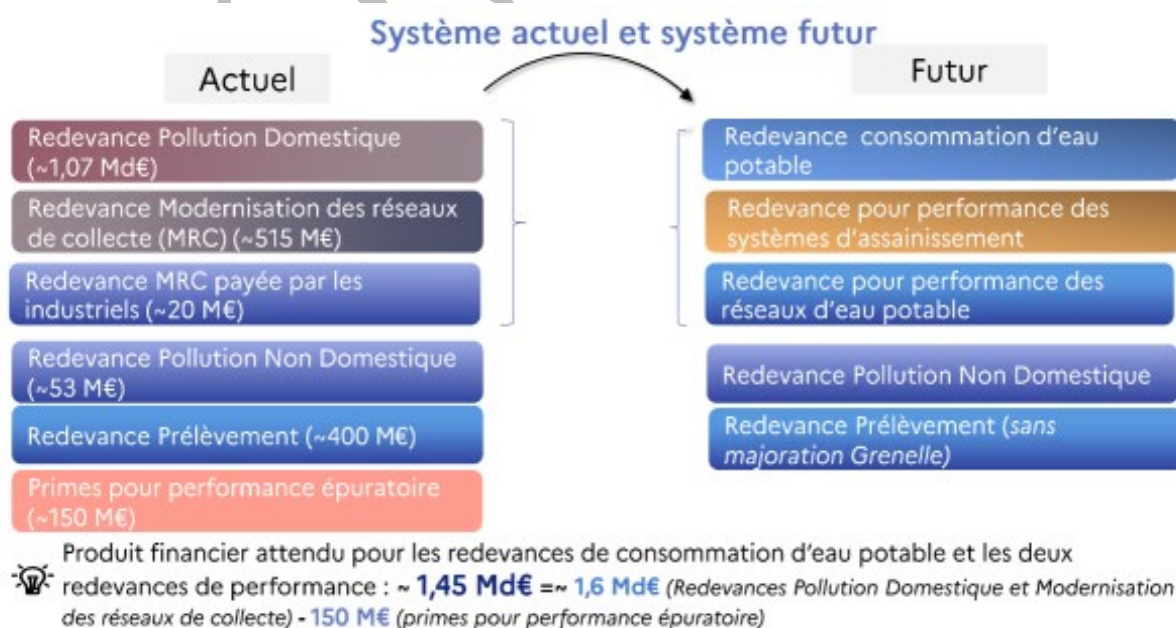 Système actuel et système futur
Actuel
Futur
Redevance Pollution Domestique
(~1,07 Md€)
Redevance Modernisation des réseaux
de collecte (MRC) (~515 M€)
Redevance MRC payée par les
industriels (~20 M€)
Redevance Pollution Non Domestique
(~53 M€)
Redevance Prélèvement (~400 M€)
Primes pour performance épuratoire
(~150 M€)
Redevance consommation d'eau
potable
Redevance pour performance des
systèmes d'assainissement
Redevance pour performance des
réseaux d'eau potable
Redevance Pollution Non Domestique
Redevance Prélèvement (sans
majoration Grenelle)
Produit financier attendu pour les redevances de consommation d'eau potable et les deux
redevances de performance : ~ 1,45 Md€ =~ 1,6 Md€ (Redevances Pollution Domestique et Modernisation
des réseaux de collecte) - 150 M€ (primes pour performance épuratoire)